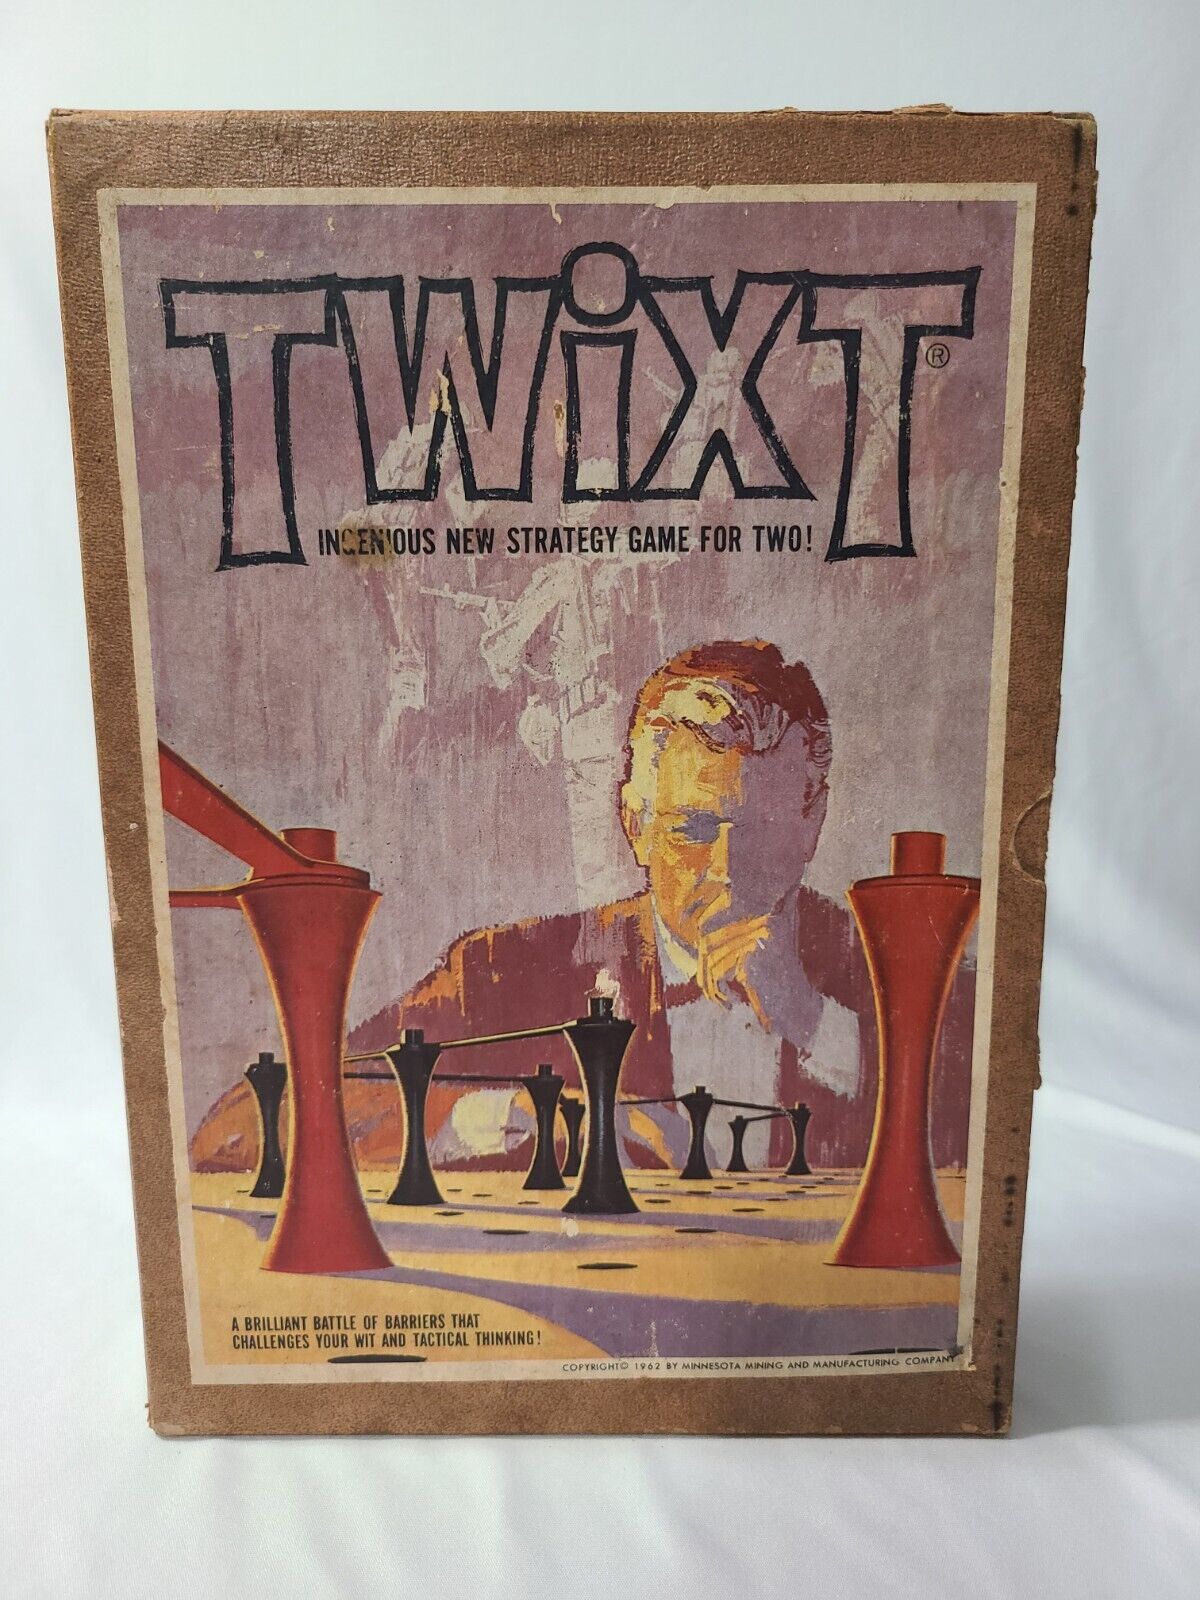 TWiXT®
INGENIOUS NEW STRATEGY GAME FOR TWO!
A BRILLIANT BATTLE OF BARRIERS THAT
CHALLENGES YOUR WIT AND TACTICAL THINKING!
COPYRIGHT© 1962 BY MINNESOTA MINING AND MANUFACTURING COMPANY